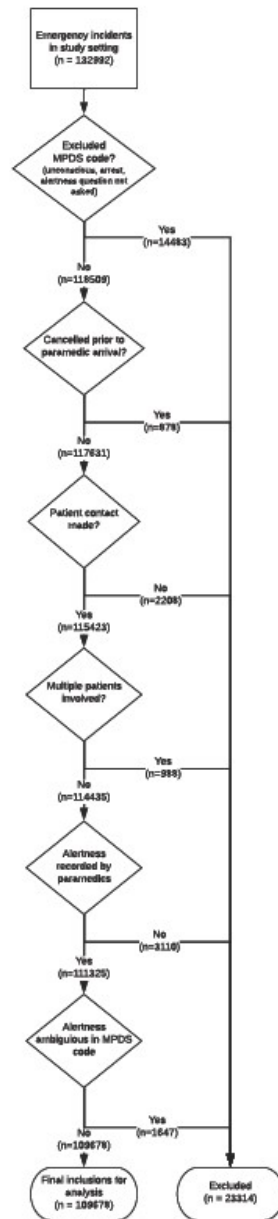 Emergency incidents
in study setting
(n = 132992)
Excluded
MPDS code?
(unconscious, arrest,
alertness question not
asked)
Yes
(n=14483)
No
(n=118509)
Cancelled prior to
paramedic arrival?
Yes
(n=878)
No
(n=117631)
Patient contact
made?
No
(n=2208)
Yes
(n=115423)
Multiple patients
involved?
Yes
(n=988)
No
(n=114435)
Alertness
recorded by
paramedics
No
(n=3110)
Yes
(n=111325)
Alertness
ambiguous in MPDS
code
Yes
(n=1647)
No
(n=109678)
Final inclusions for
analysis
(n = 109678)
Excluded
(n = 23314)